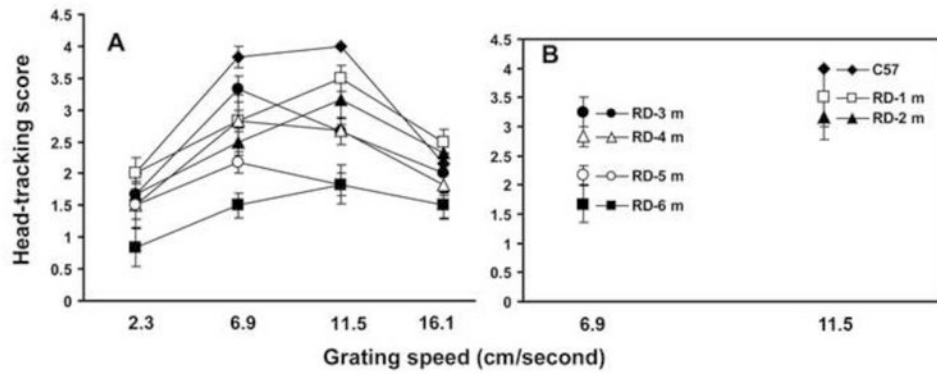 Head-tracking score
A
4.5
4
3.5
3
2.5
2
1.5
1
0.5
0
2.3 6.9 11.5 16.1
B
4.5
4
3.5
3
2.5
2
1.5
1
0.5
0
C57
RD-1 m
RD-2 m
RD-3 m
RD-4 m
RD-5 m
RD-6 m
6.9 11.5
Grating speed (cm/second)